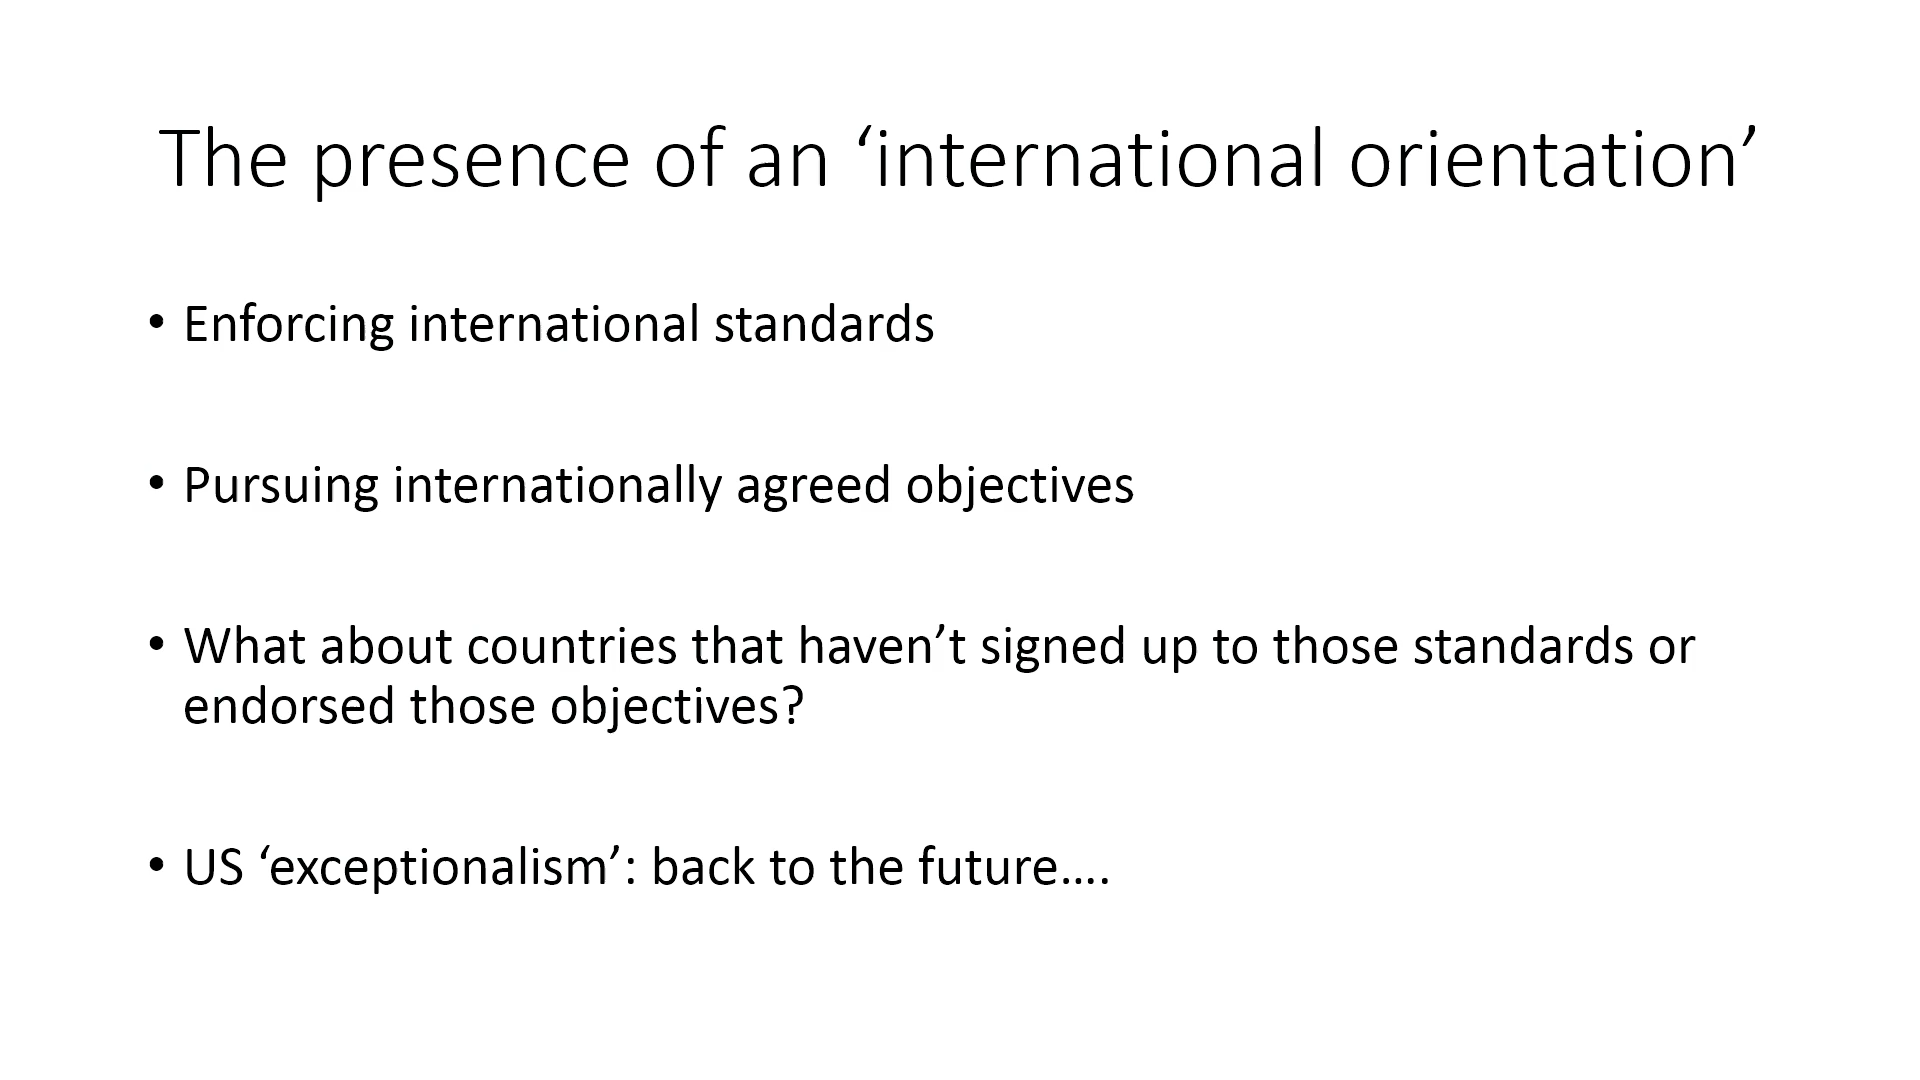 The presence of an ‘international orientation’
• Enforcing international standards
• Pursuing internationally agreed objectives
• What about countries that haven’t signed up to those standards or
endorsed those objectives?
• US ‘exceptionalism’: back to the future….